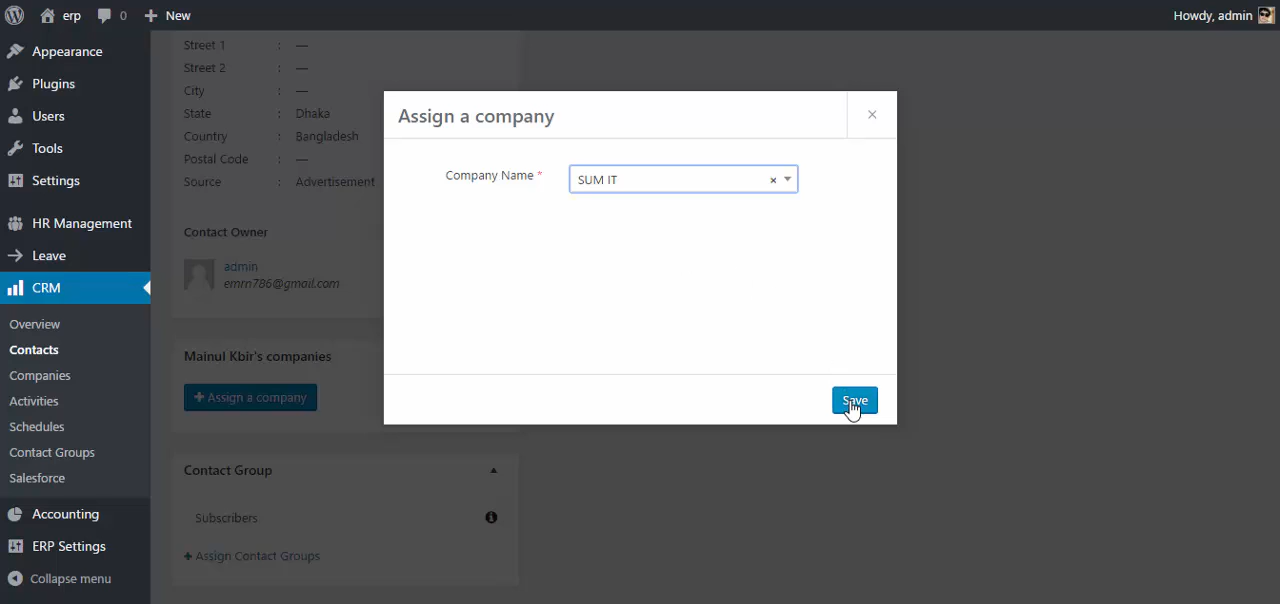 erp 0 New Howdy, admin
Appearance
Plugins
Users
Tools
Settings
HR Management
Leave
CRM
Overview
Contacts
Companies
Activities
Schedules
Contact Groups
Salesforce
Accounting
ERP Settings
Collapse menu
Street 1 : —
Street 2 : —
City : —
State : Dhaka
Country : Bangladesh
Postal Code : —
Source : Advertisement
Contact Owner
admin
emrn786@gmail.com
Mainul Kbir's companies
+ Assign a company
Contact Group
Subscribers
+ Assign Contact Groups
Assign a company ×
Company Name * SUM IT ×
Save